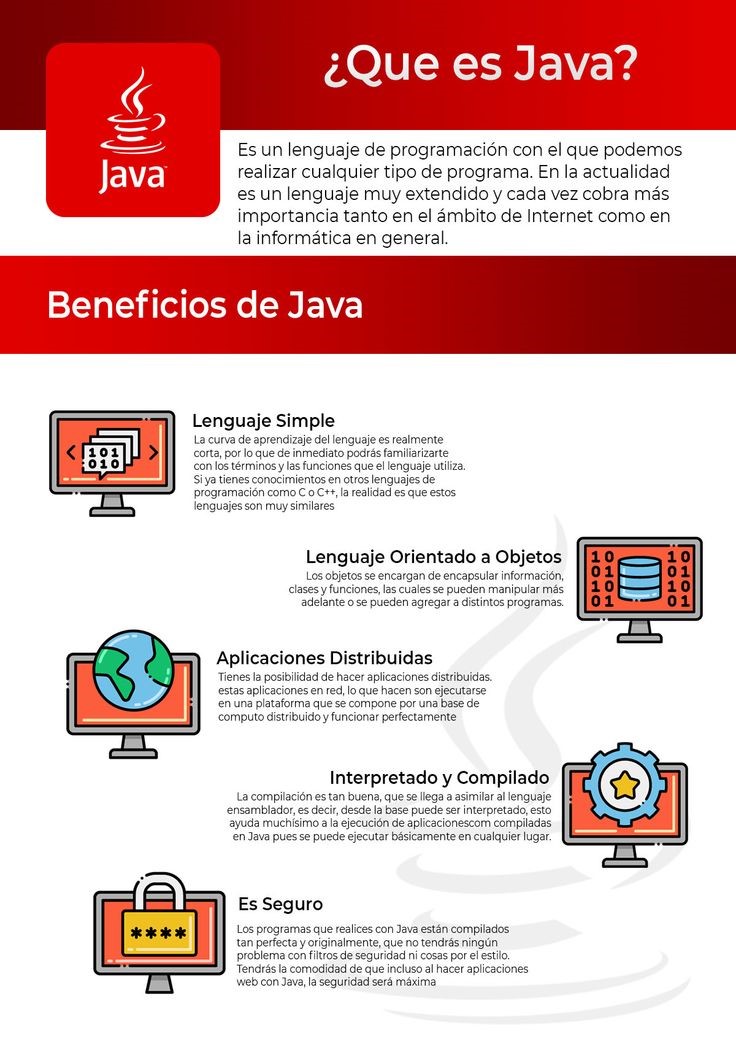 ¿Que es Java?
Java™
Es un lenguaje de programación con el que podemos
realizar cualquier tipo de programa. En la actualidad
es un lenguaje muy extendido y cada vez cobra más
importancia tanto en el ámbito de Internet como en
la informática en general.
Beneficios de Java
< >
101
010
Lenguaje Simple
La curva de aprendizaje del lenguaje es realmente
corta, por lo que de inmediato podrás familiarizarte
con los términos y las funciones que el lenguaje utiliza.
Si ya tienes conocimientos en otros lenguajes de
programación como C o C++, la realidad es que estos
lenguajes son muy similares
Lenguaje Orientado a Objetos
Los objetos se encargan de encapsular información,
clases y funciones, las cuales se pueden manipular más
adelante o se pueden agregar a distintos programas.
10 10
01 01
10 10
01 01
Aplicaciones Distribuidas
Tienes la posibilidad de hacer aplicaciones distribuidas.
estas aplicaciones en red, lo que hacen son ejecutarse
en una plataforma que se compone por una base de
computo distribuido y funcionar perfectamente
Interpretado y Compilado
La compilación es tan buena, que se llega a asimilar al lenguaje
ensamblador, es decir, desde la base puede ser interpretado, esto
ayuda muchísimo a la ejecución de aplicacionescom compiladas
en Java pues se puede ejecutar básicamente en cualquier lugar.
****
Es Seguro
Los programas que realices con Java están compilados
tan perfecta y originalmente, que no tendrás ningún
problema con filtros de seguridad ni cosas por el estilo.
Tendrás la comodidad de que incluso al hacer aplicaciones
web con Java, la seguridad será máxima